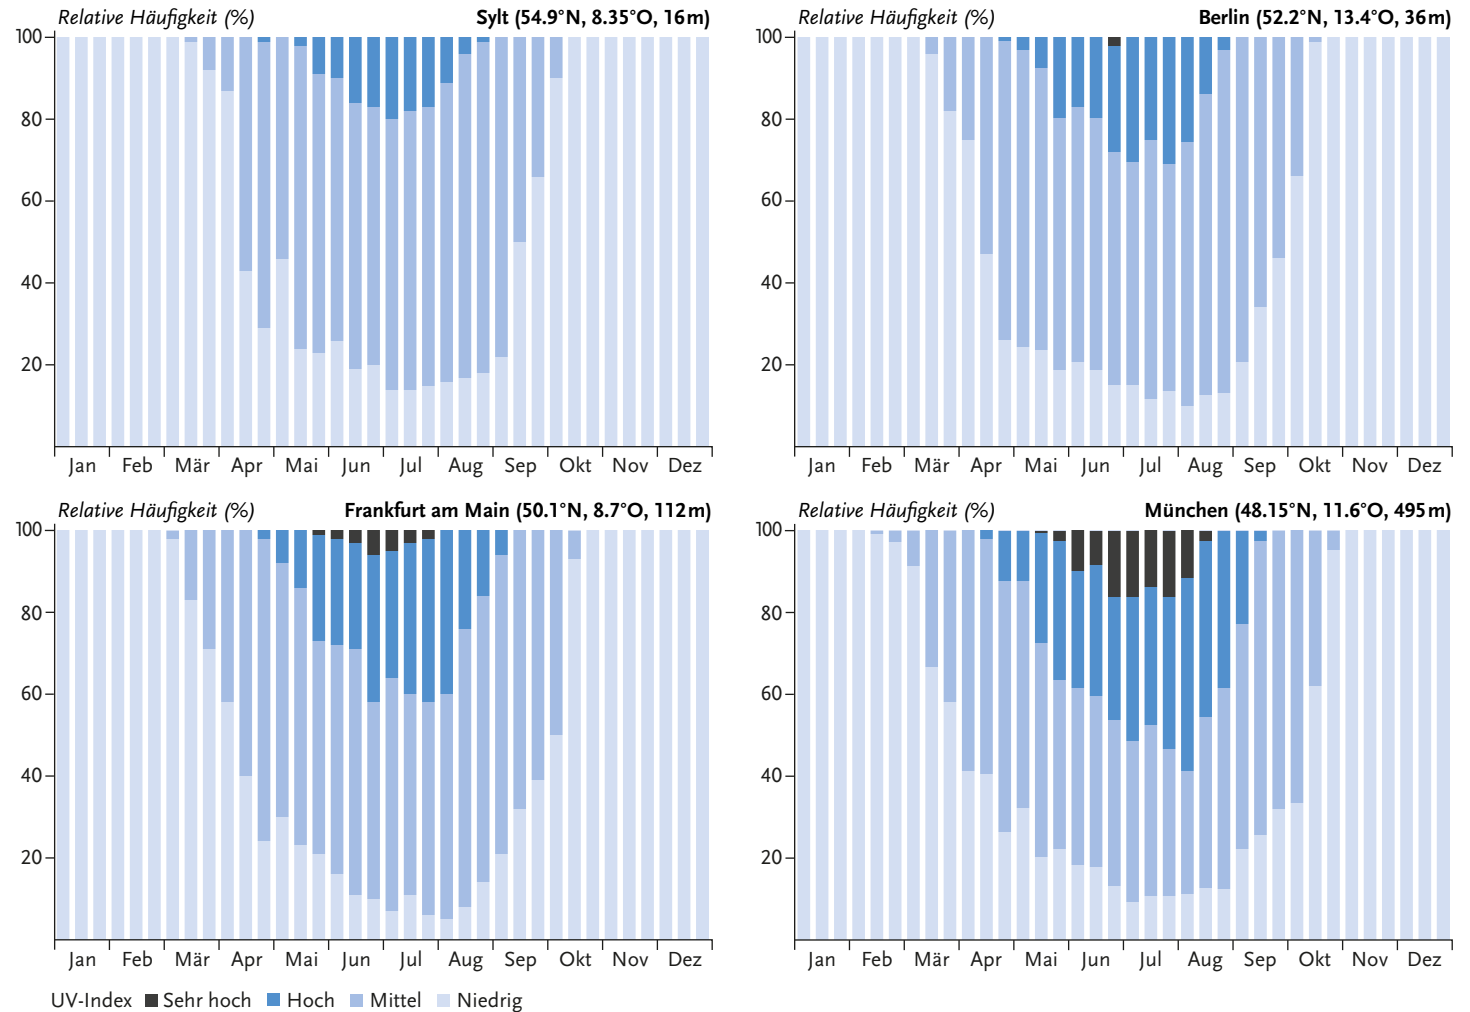 Relative Häufigkeit (%) Sylt (54.9°N, 8.35°O, 16m)
100
80
60
40
20
Jan Feb Mär Apr Mai Jun Jul Aug Sep Okt Nov Dez
Relative Häufigkeit (%) Berlin (52.2°N, 13.4°O, 36m)
100
80
60
40
20
Jan Feb Mär Apr Mai Jun Jul Aug Sep Okt Nov Dez
Relative Häufigkeit (%) Frankfurt am Main (50.1°N, 8.7°O, 112m)
100
80
60
40
20
Jan Feb Mär Apr Mai Jun Jul Aug Sep Okt Nov Dez
Relative Häufigkeit (%) München (48.15°N, 11.6°O, 495m)
100
80
60
40
20
Jan Feb Mär Apr Mai Jun Jul Aug Sep Okt Nov Dez
UV-Index Sehr hoch Hoch Mittel Niedrig